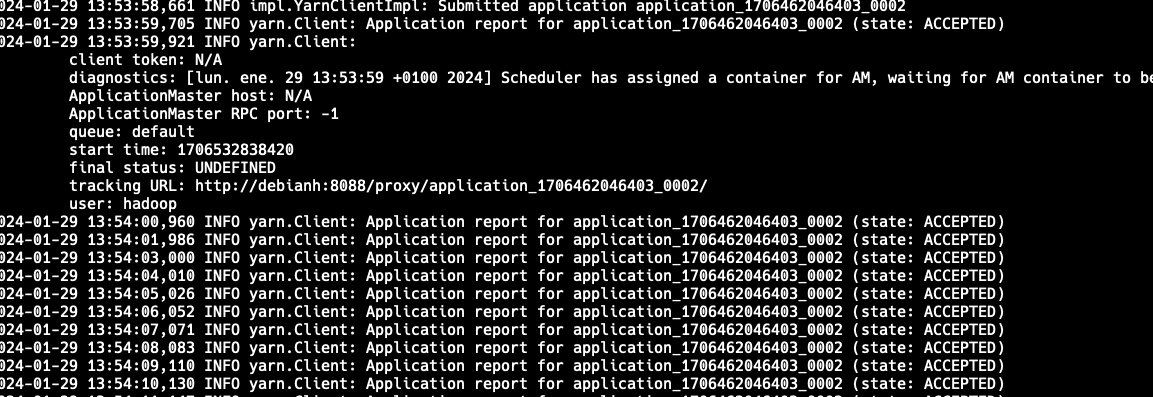 024-01-29 13:53:58,661 INFO impl.YarnClientImpl: Submitted application application_1706462046403_0002
024-01-29 13:53:59,705 INFO yarn.Client: Application report for application_1706462046403_0002 (state: ACCEPTED)
024-01-29 13:53:59,921 INFO yarn.Client:
client token: N/A
diagnostics: [lun. ene. 29 13:53:59 +0100 2024] Scheduler has assigned a container for AM, waiting for AM container to be
ApplicationMaster host: N/A
ApplicationMaster RPC port: -1
queue: default
start time: 1706532838420
final status: UNDEFINED
tracking URL: http://debianh:8088/proxy/application_1706462046403_0002/
user: hadoop
024-01-29 13:54:00,960 INFO yarn.Client: Application report for application_1706462046403_0002 (state: ACCEPTED)
024-01-29 13:54:01,986 INFO yarn.Client: Application report for application_1706462046403_0002 (state: ACCEPTED)
024-01-29 13:54:03,000 INFO yarn.Client: Application report for application_1706462046403_0002 (state: ACCEPTED)
024-01-29 13:54:04,010 INFO yarn.Client: Application report for application_1706462046403_0002 (state: ACCEPTED)
024-01-29 13:54:05,026 INFO yarn.Client: Application report for application_1706462046403_0002 (state: ACCEPTED)
024-01-29 13:54:06,052 INFO yarn.Client: Application report for application_1706462046403_0002 (state: ACCEPTED)
024-01-29 13:54:07,071 INFO yarn.Client: Application report for application_1706462046403_0002 (state: ACCEPTED)
024-01-29 13:54:08,083 INFO yarn.Client: Application report for application_1706462046403_0002 (state: ACCEPTED)
024-01-29 13:54:09,110 INFO yarn.Client: Application report for application_1706462046403_0002 (state: ACCEPTED)
024-01-29 13:54:10,130 INFO yarn.Client: Application report for application_1706462046403_0002 (state: ACCEPTED)